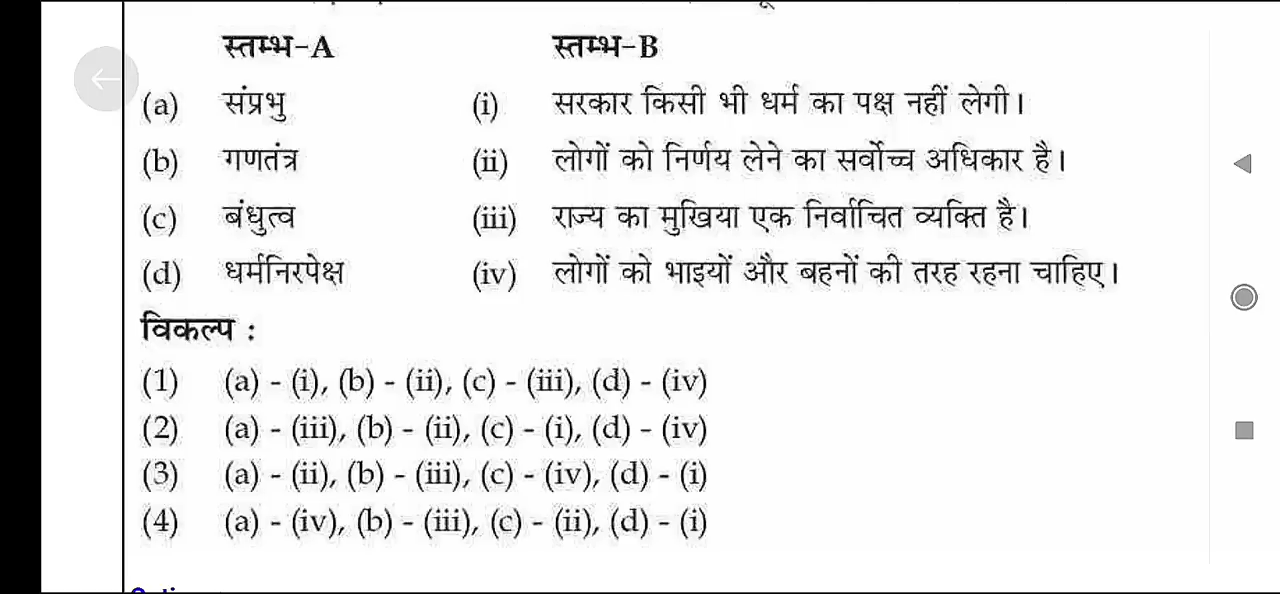 स्तम्भ-A स्तम्भ-B
(a) संप्रभु (i) सरकार किसी भी धर्म का पक्ष नहीं लेगी।
(b) गणतंत्र (ii) लोगों को निर्णय लेने का सर्वोच्च अधिकार है।
(c) बंधुत्व (iii) राज्य का मुखिया एक निर्वाचित व्यक्ति है।
(d) धर्मनिरपेक्ष (iv) लोगों को भाइयों और बहनों की तरह रहना चाहिए।
विकल्प :
(1) (a) - (i), (b) - (ii), (c) - (iii), (d) - (iv)
(2) (a) - (iii), (b) - (ii), (c) - (i), (d) - (iv)
(3) (a) - (ii), (b) - (iii), (c) - (iv), (d) - (i)
(4) (a) - (iv), (b) - (iii), (c) - (ii), (d) - (i)